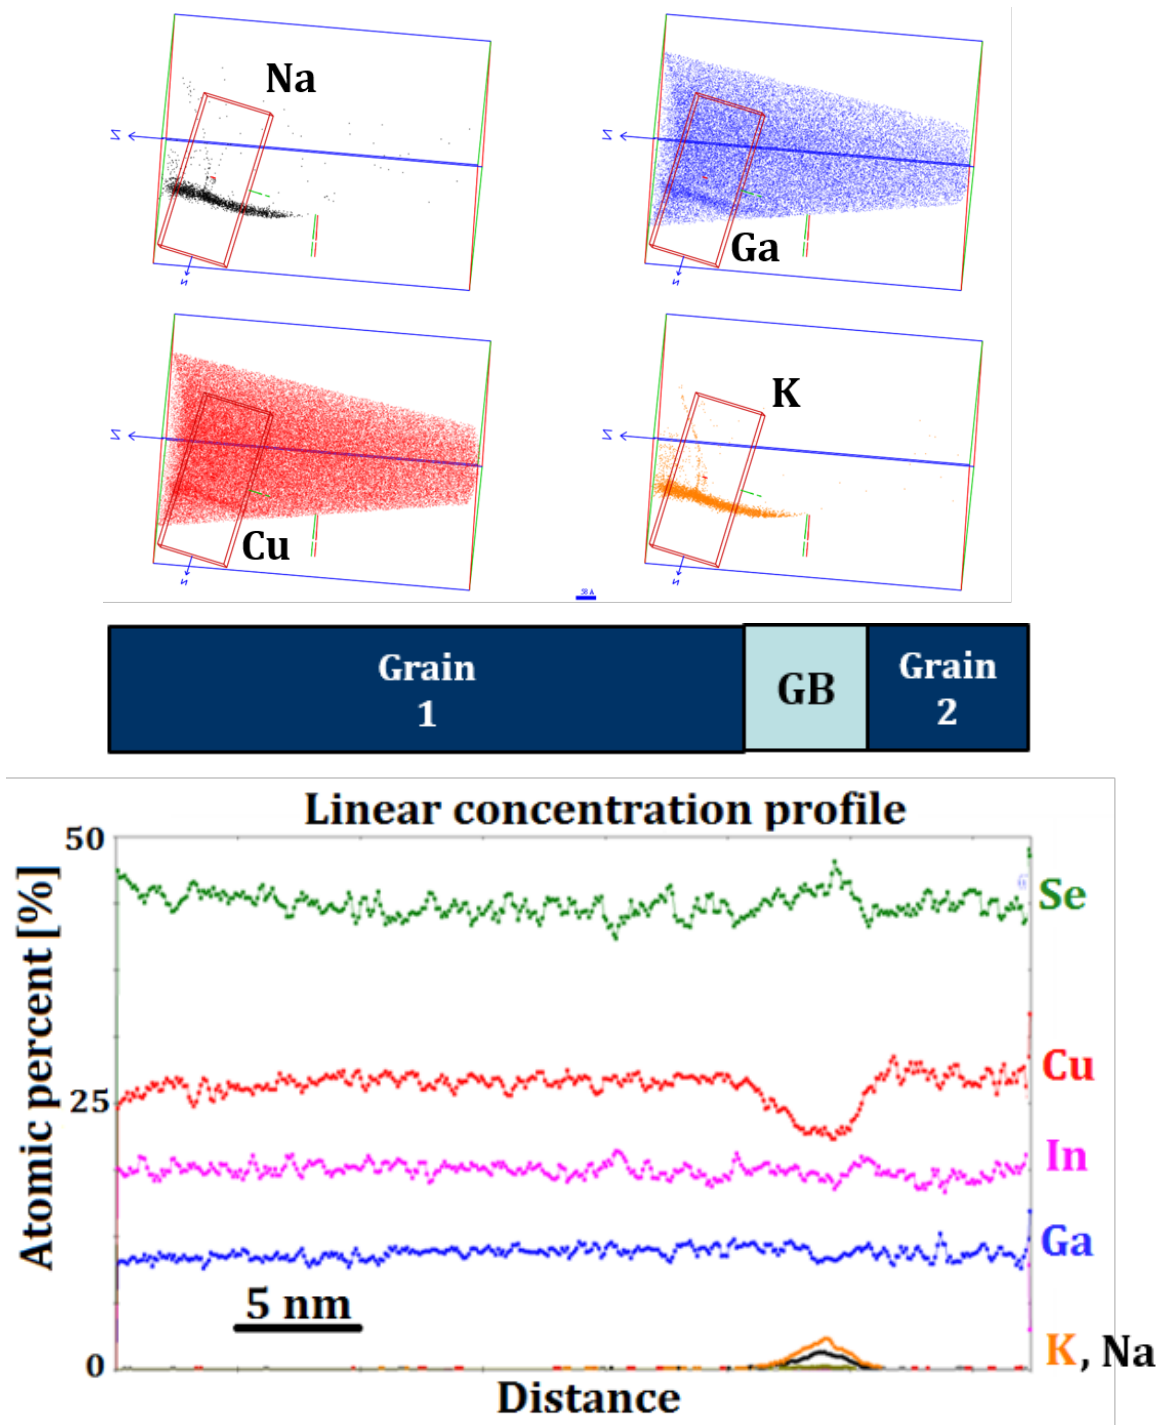 Na
Z
N
Ga
Z
N
Cu
Z
N
K
Z
N
Grain
1
GB
Grain
2
Linear concentration profile
50
25
0
Atomic percent [%]
Se
Cu
In
Ga
K, Na
5 nm
Distance